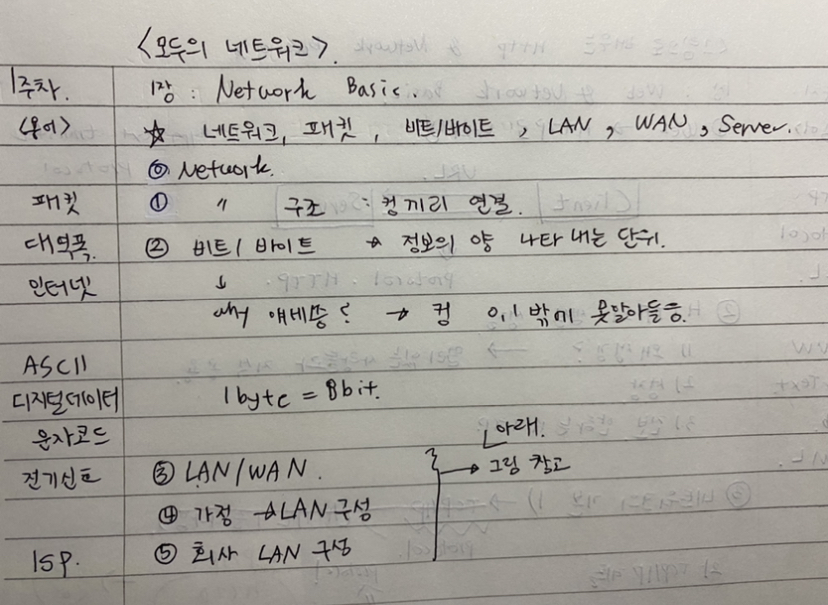 <모두의 네트워크>.
1주차. 1장 : Network Basic.
<용어> ☆ 네트워크, 패킷, 비트/바이트, LAN, WAN, Server.
⓪ Network.
패킷 ① 〃 구조 : 컴끼리 연결.
대역폭. ② 비트/바이트 → 정보의 양 나타 내는 단위.
인터넷 ↓
why 얘네씀? → 컴 0,1 밖에 못알아들음.
ASCII
디지털데이터 1byte = 8bit.
문자코드 아래.
전기신호 ③ LAN/WAN. → 그림 참고
④ 가정 → LAN 구성
ISP. ⑤ 회사 LAN 구성